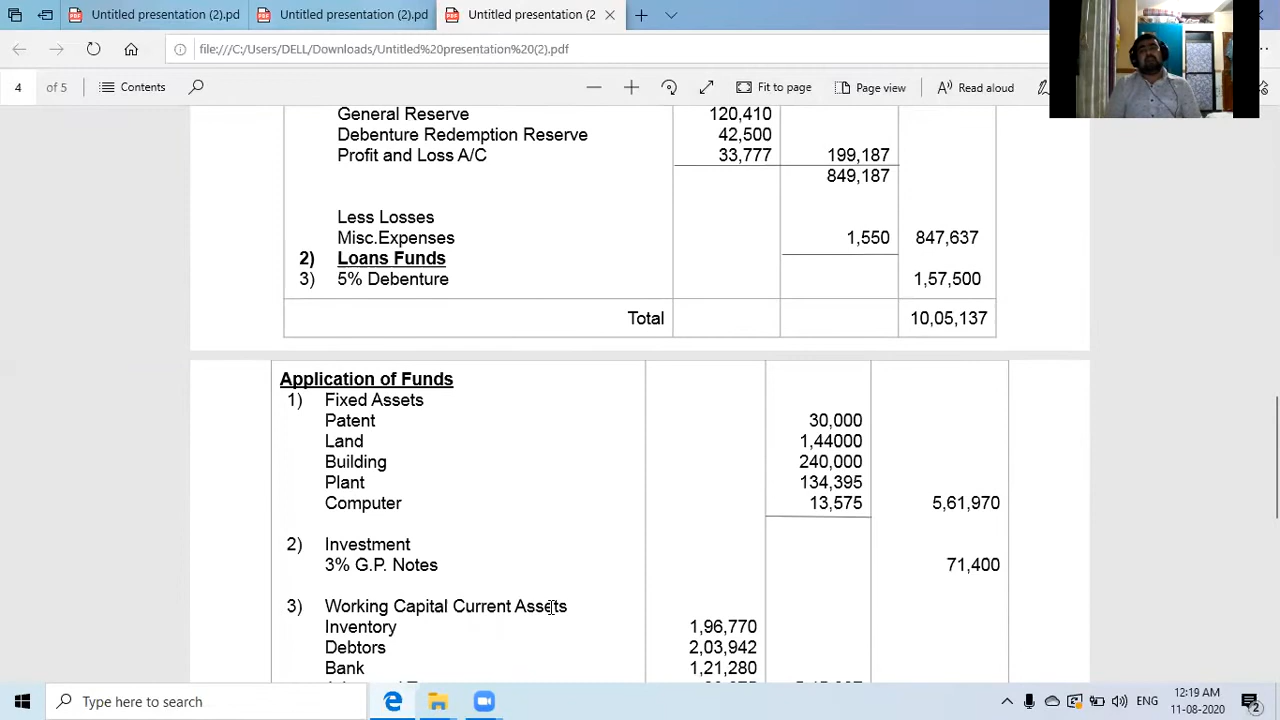 Untitled presentation (2).pdf
Untitled presentation (2).pdf
Untitled presentation (2
file:///C:/Users/DELL/Downloads/Untitled%20presentation%20(2).pdf
4 of 5 Contents Fit to page Page view Read aloud
General Reserve 120,410
Debenture Redemption Reserve 42,500
Profit and Loss A/C 33,777 199,187
849,187
Less Losses
Misc.Expenses 1,550 847,637
2) Loans Funds
3) 5% Debenture 1,57,500
Total 10,05,137
Application of Funds
1) Fixed Assets
Patent 30,000
Land 1,44000
Building 240,000
Plant 134,395
Computer 13,575 5,61,970
2) Investment
3% G.P. Notes 71,400
3) Working Capital Current Assets
Inventory 1,96,770
Debtors 2,03,942
Bank 1,21,280
Type here to search
ENG
12:19 AM
11-08-2020
2